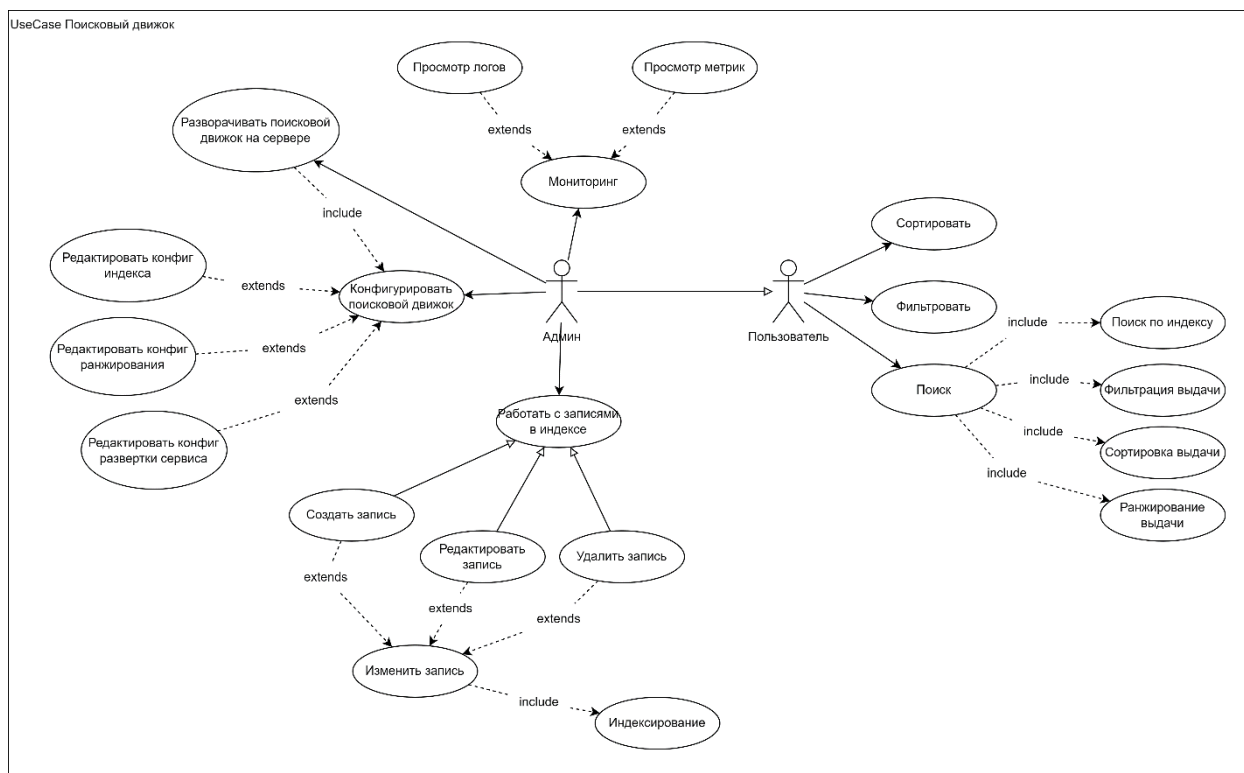 UseCase Поисковый движок
Просмотр логов
Просмотр метрик
Разворачивать поисковой
движок на сервере
extends
extends
Мониторинг
include
Сортировать
Редактировать конфиг
индекса
extends
Конфигурировать
поисковой движок
Админ
Пользователь
Фильтровать
include
Поиск по индексу
Редактировать конфиг
ранжирования
extends
Поиск
include
Фильтрация выдачи
extends
Работать с записями
в индексе
include
Сортировка выдачи
Редактировать конфиг
развертки сервиса
include
Ранжирование
выдачи
Создать запись
Редактировать
запись
Удалить запись
extends
extends
extends
Изменить запись
include
Индексирование